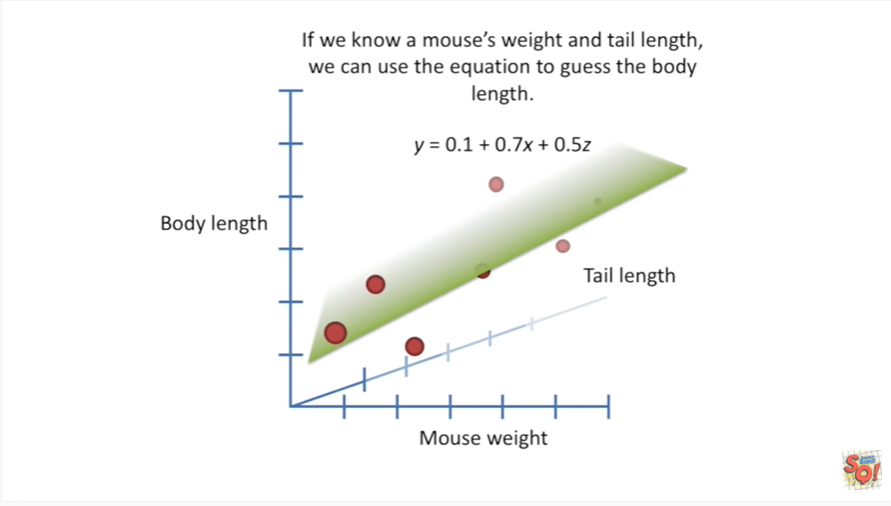 If we know a mouse’s weight and tail length,
we can use the equation to guess the body
length.
y = 0.1 + 0.7x + 0.5z
Body length
Tail length
Mouse weight